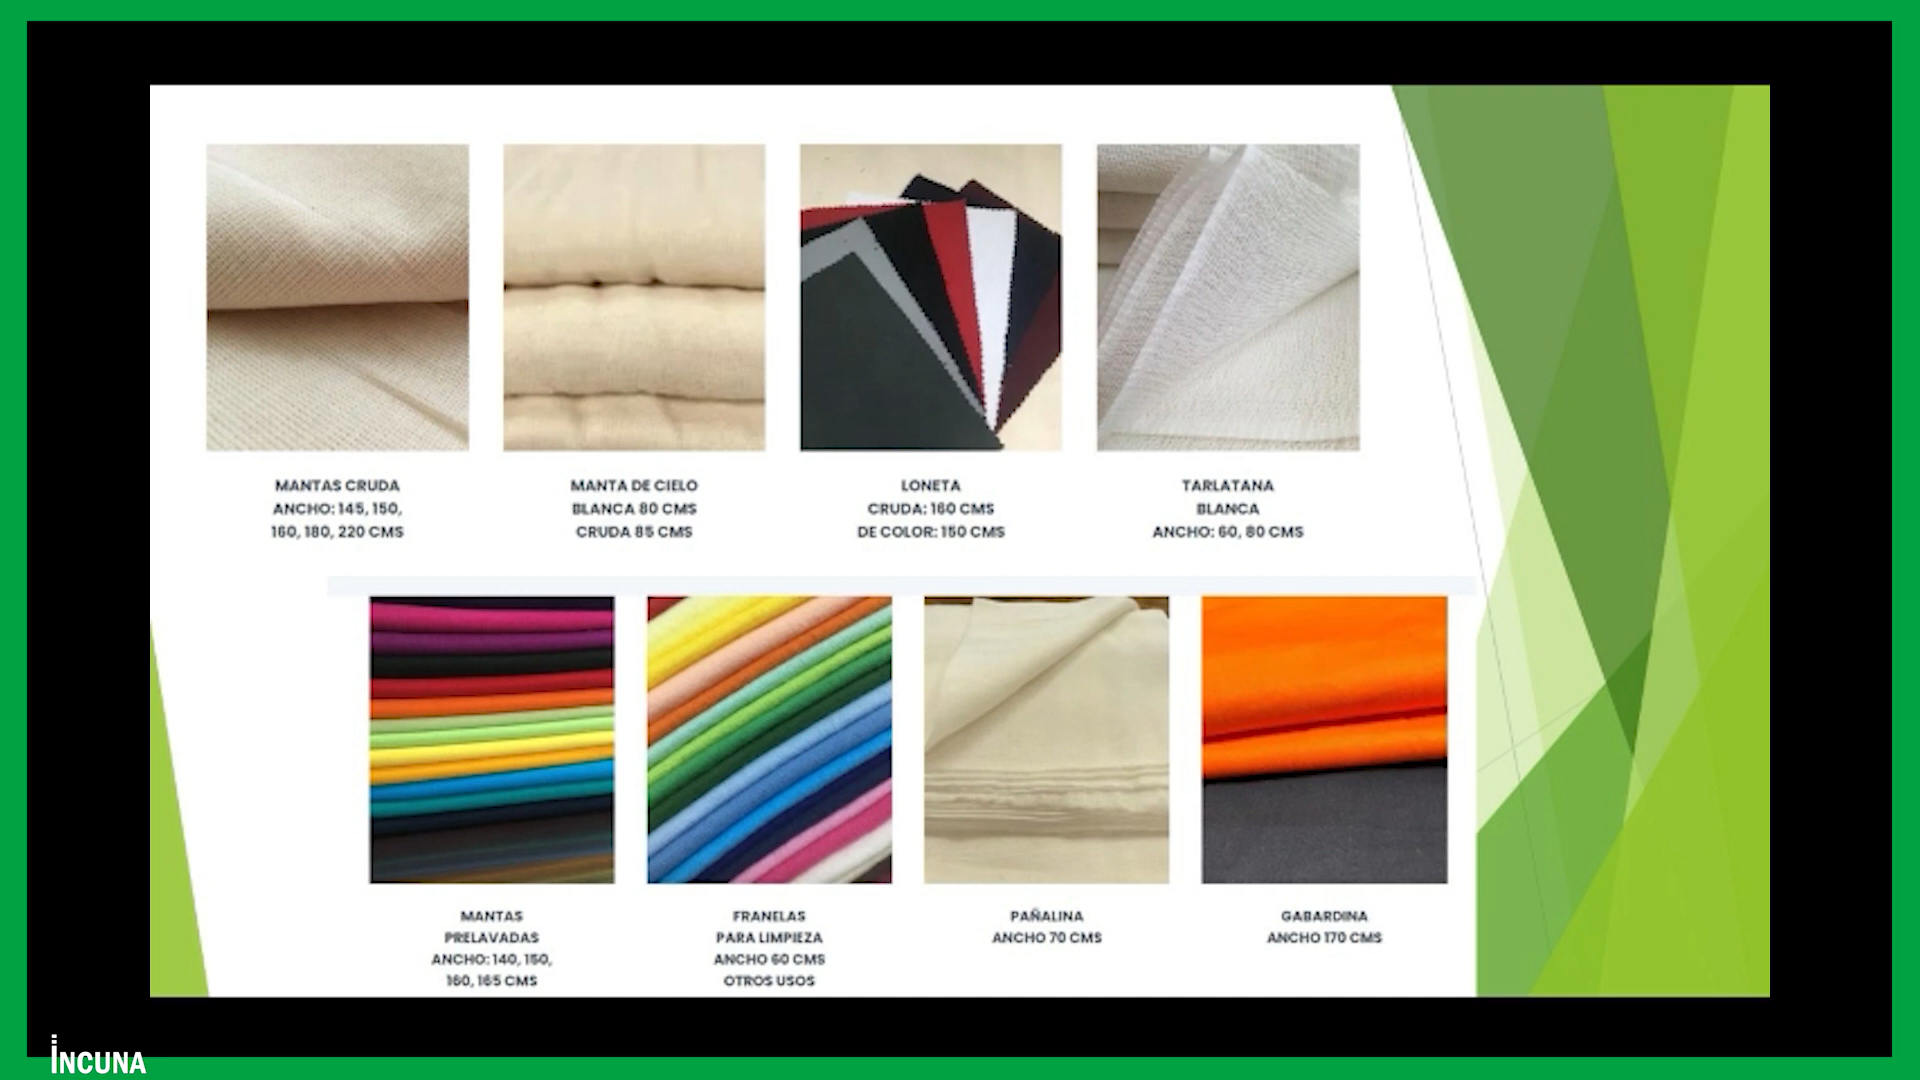 MANTAS CRUDA
ANCHO: 145, 150,
160, 180, 220 CMS
MANTA DE CIELO
BLANCA 80 CMS
CRUDA 85 CMS
LONETA
CRUDA: 160 CMS
DE COLOR: 150 CMS
TARLATANA
BLANCA
ANCHO: 60, 80 CMS
MANTAS
PRELAVADAS
ANCHO: 140, 150,
160, 165 CMS
FRANELAS
PARA LIMPIEZA
ANCHO 60 CMS
OTROS USOS
PAÑALINA
ANCHO 70 CMS
GABARDINA
ANCHO 170 CMS
INCUNA